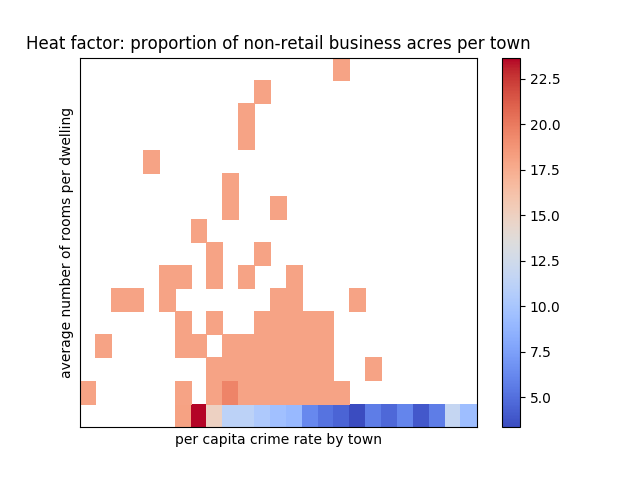 Heat factor: proportion of non-retail business acres per town
average number of rooms per dwelling
per capita crime rate by town
22.5
20.0
17.5
15.0
12.5
10.0
7.5
5.0